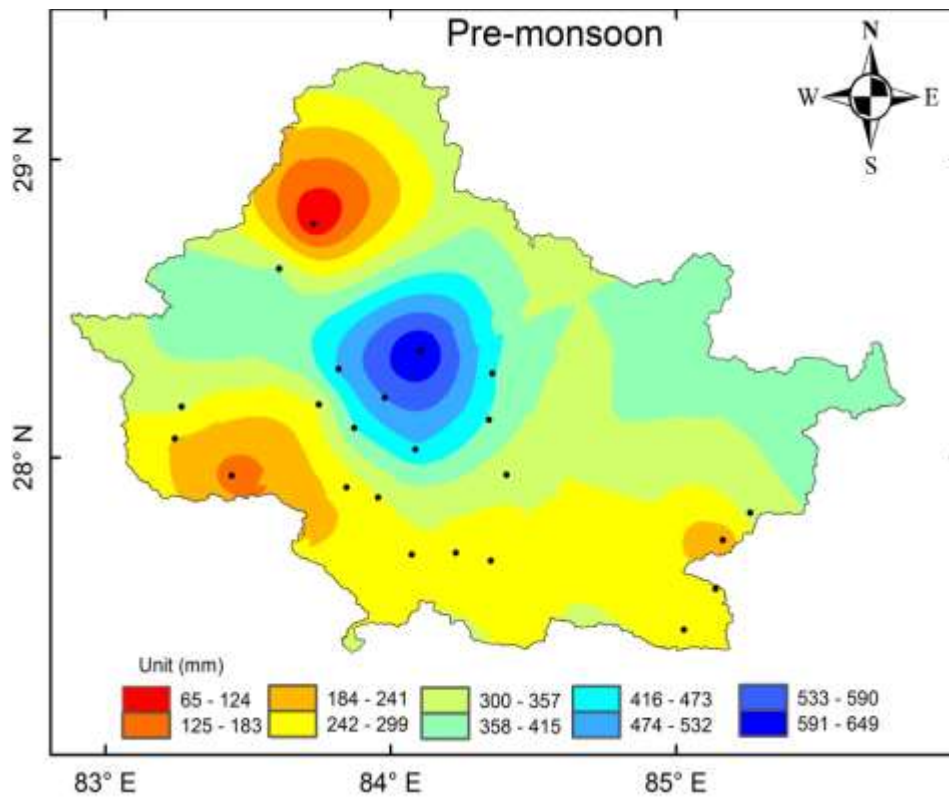 Pre-monsoon
N
W E
S
29° N
28° N
Unit (mm)
65 - 124 184 - 241 300 - 357 416 - 473 533 - 590
125 - 183 242 - 299 358 - 415 474 - 532 591 - 649
83° E 84° E 85° E